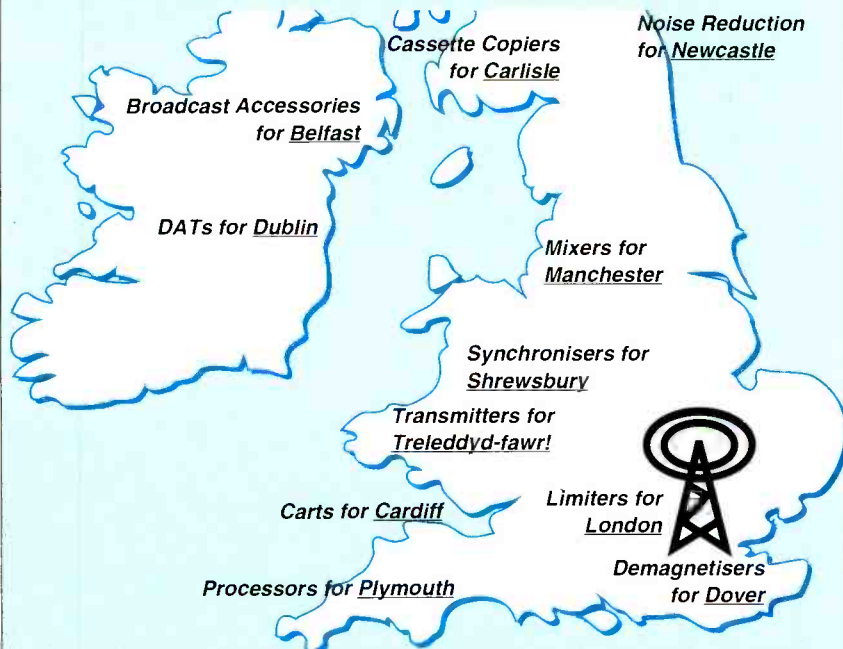 Noise Reduction
for Newcastle
Cassette Copiers
for Carlisle
Broadcast Accessories
for Belfast
DATs for Dublin
Mixers for
Manchester
Synchronisers for
Shrewsbury
Transmitters for
Treleddyd-fawr!
Carts for Cardiff
Limiters for
London
Demagnetisers
for Dover
Processors for Plymouth